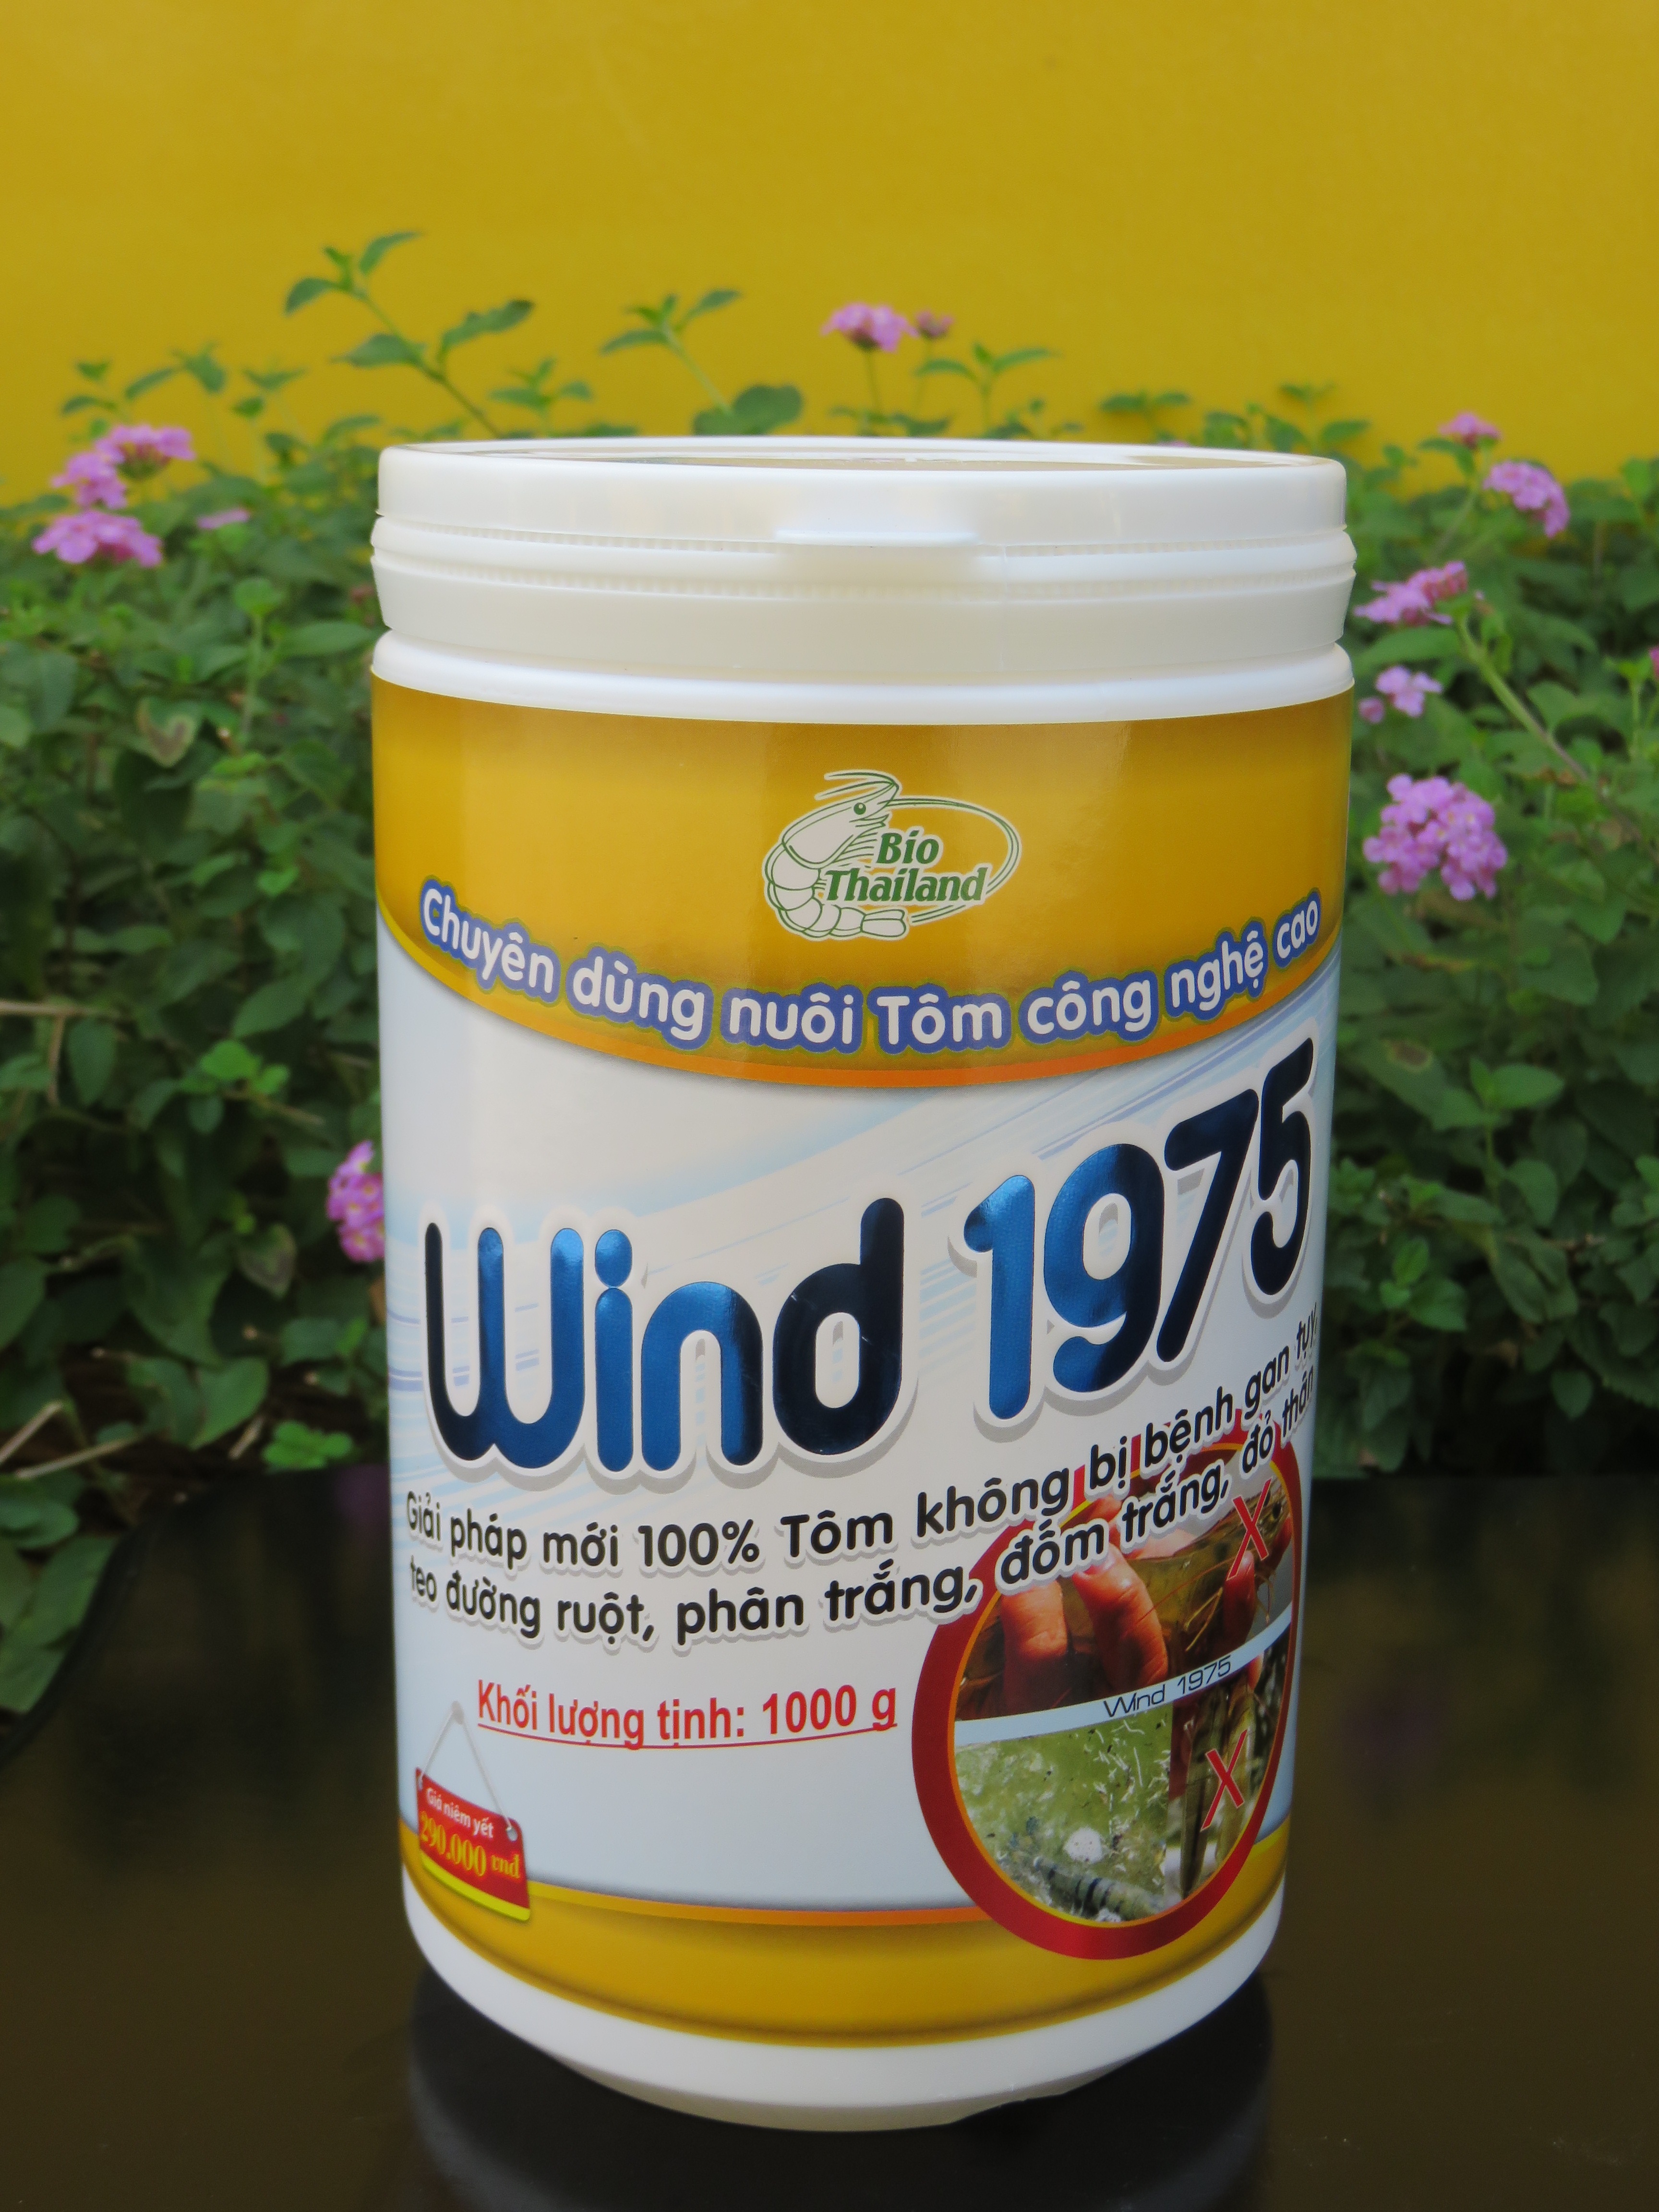 Bio
Thailand
Chuyên dùng nuôi Tôm công nghệ cao
Wind 1975
Giải pháp mới 100% Tôm không bị bệnh gan tụy,
teo đường ruột, phân trắng, đốm trắng, đỏ thân
Khối lượng tịnh: 1000 g
X
Wind 1975
X
Giá niêm yết
290.000 vnđ